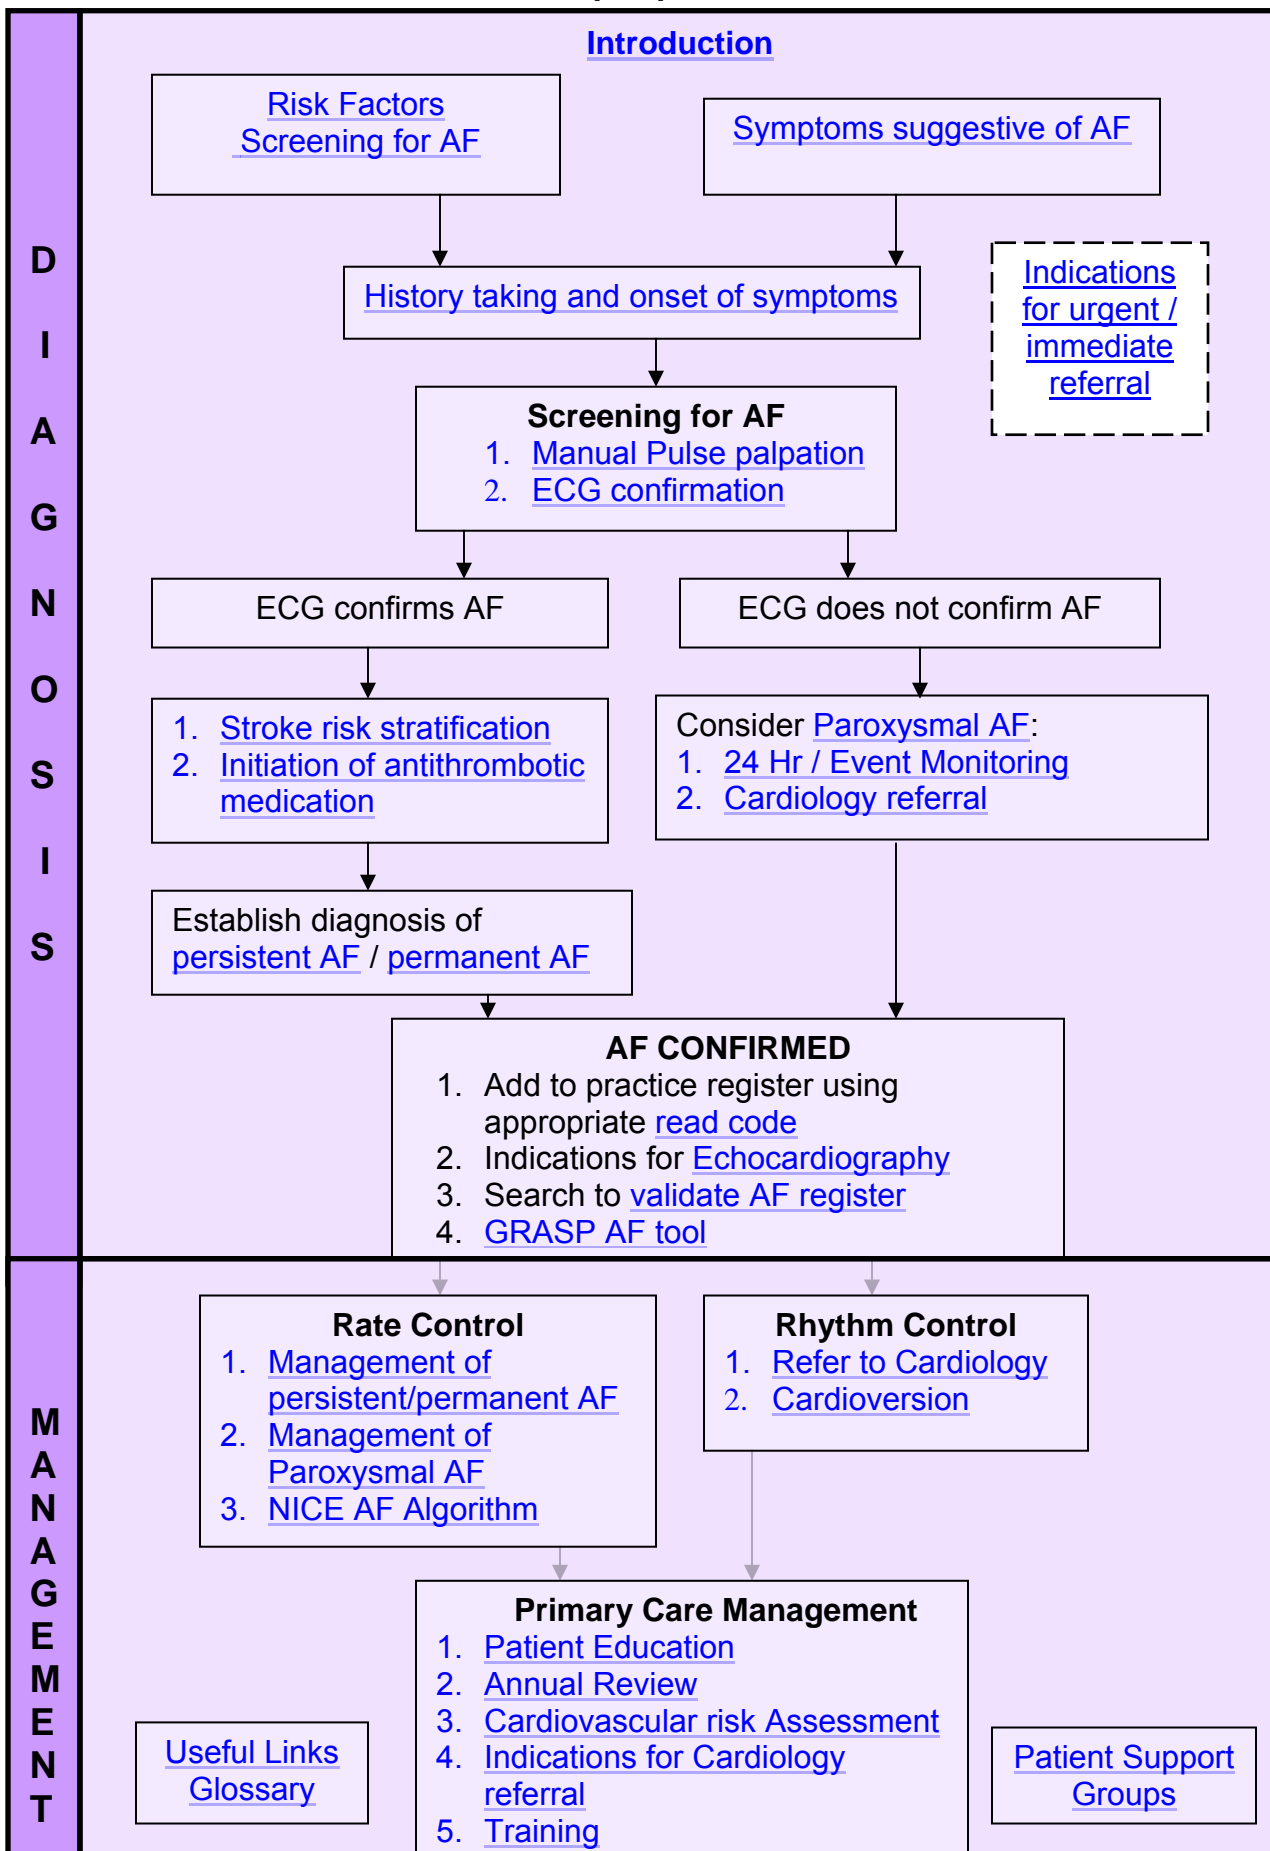 Introduction
Risk Factors
Screening for AF
Symptoms suggestive of AF
History taking and onset of symptoms
Indications
for urgent /
immediate
referral
Screening for AF
1. Manual Pulse palpation
2. ECG confirmation
ECG confirms AF
ECG does not confirm AF
1. Stroke risk stratification
2. Initiation of antithrombotic
medication
Consider Paroxysmal AF:
1. 24 Hr / Event Monitoring
2. Cardiology referral
Establish diagnosis of
persistent AF / permanent AF
AF CONFIRMED
1. Add to practice register using
appropriate read code
2. Indications for Echocardiography
3. Search to validate AF register
4. GRASP AF tool
DIAGNOSIS
Rate Control
1. Management of
persistent/permanent AF
2. Management of
Paroxysmal AF
3. NICE AF Algorithm
Rhythm Control
1. Refer to Cardiology
2. Cardioversion
Primary Care Management
1. Patient Education
2. Annual Review
3. Cardiovascular risk Assessment
4. Indications for Cardiology
referral
5. Training
Useful Links
Glossary
Patient Support
Groups
MANAGEMENT